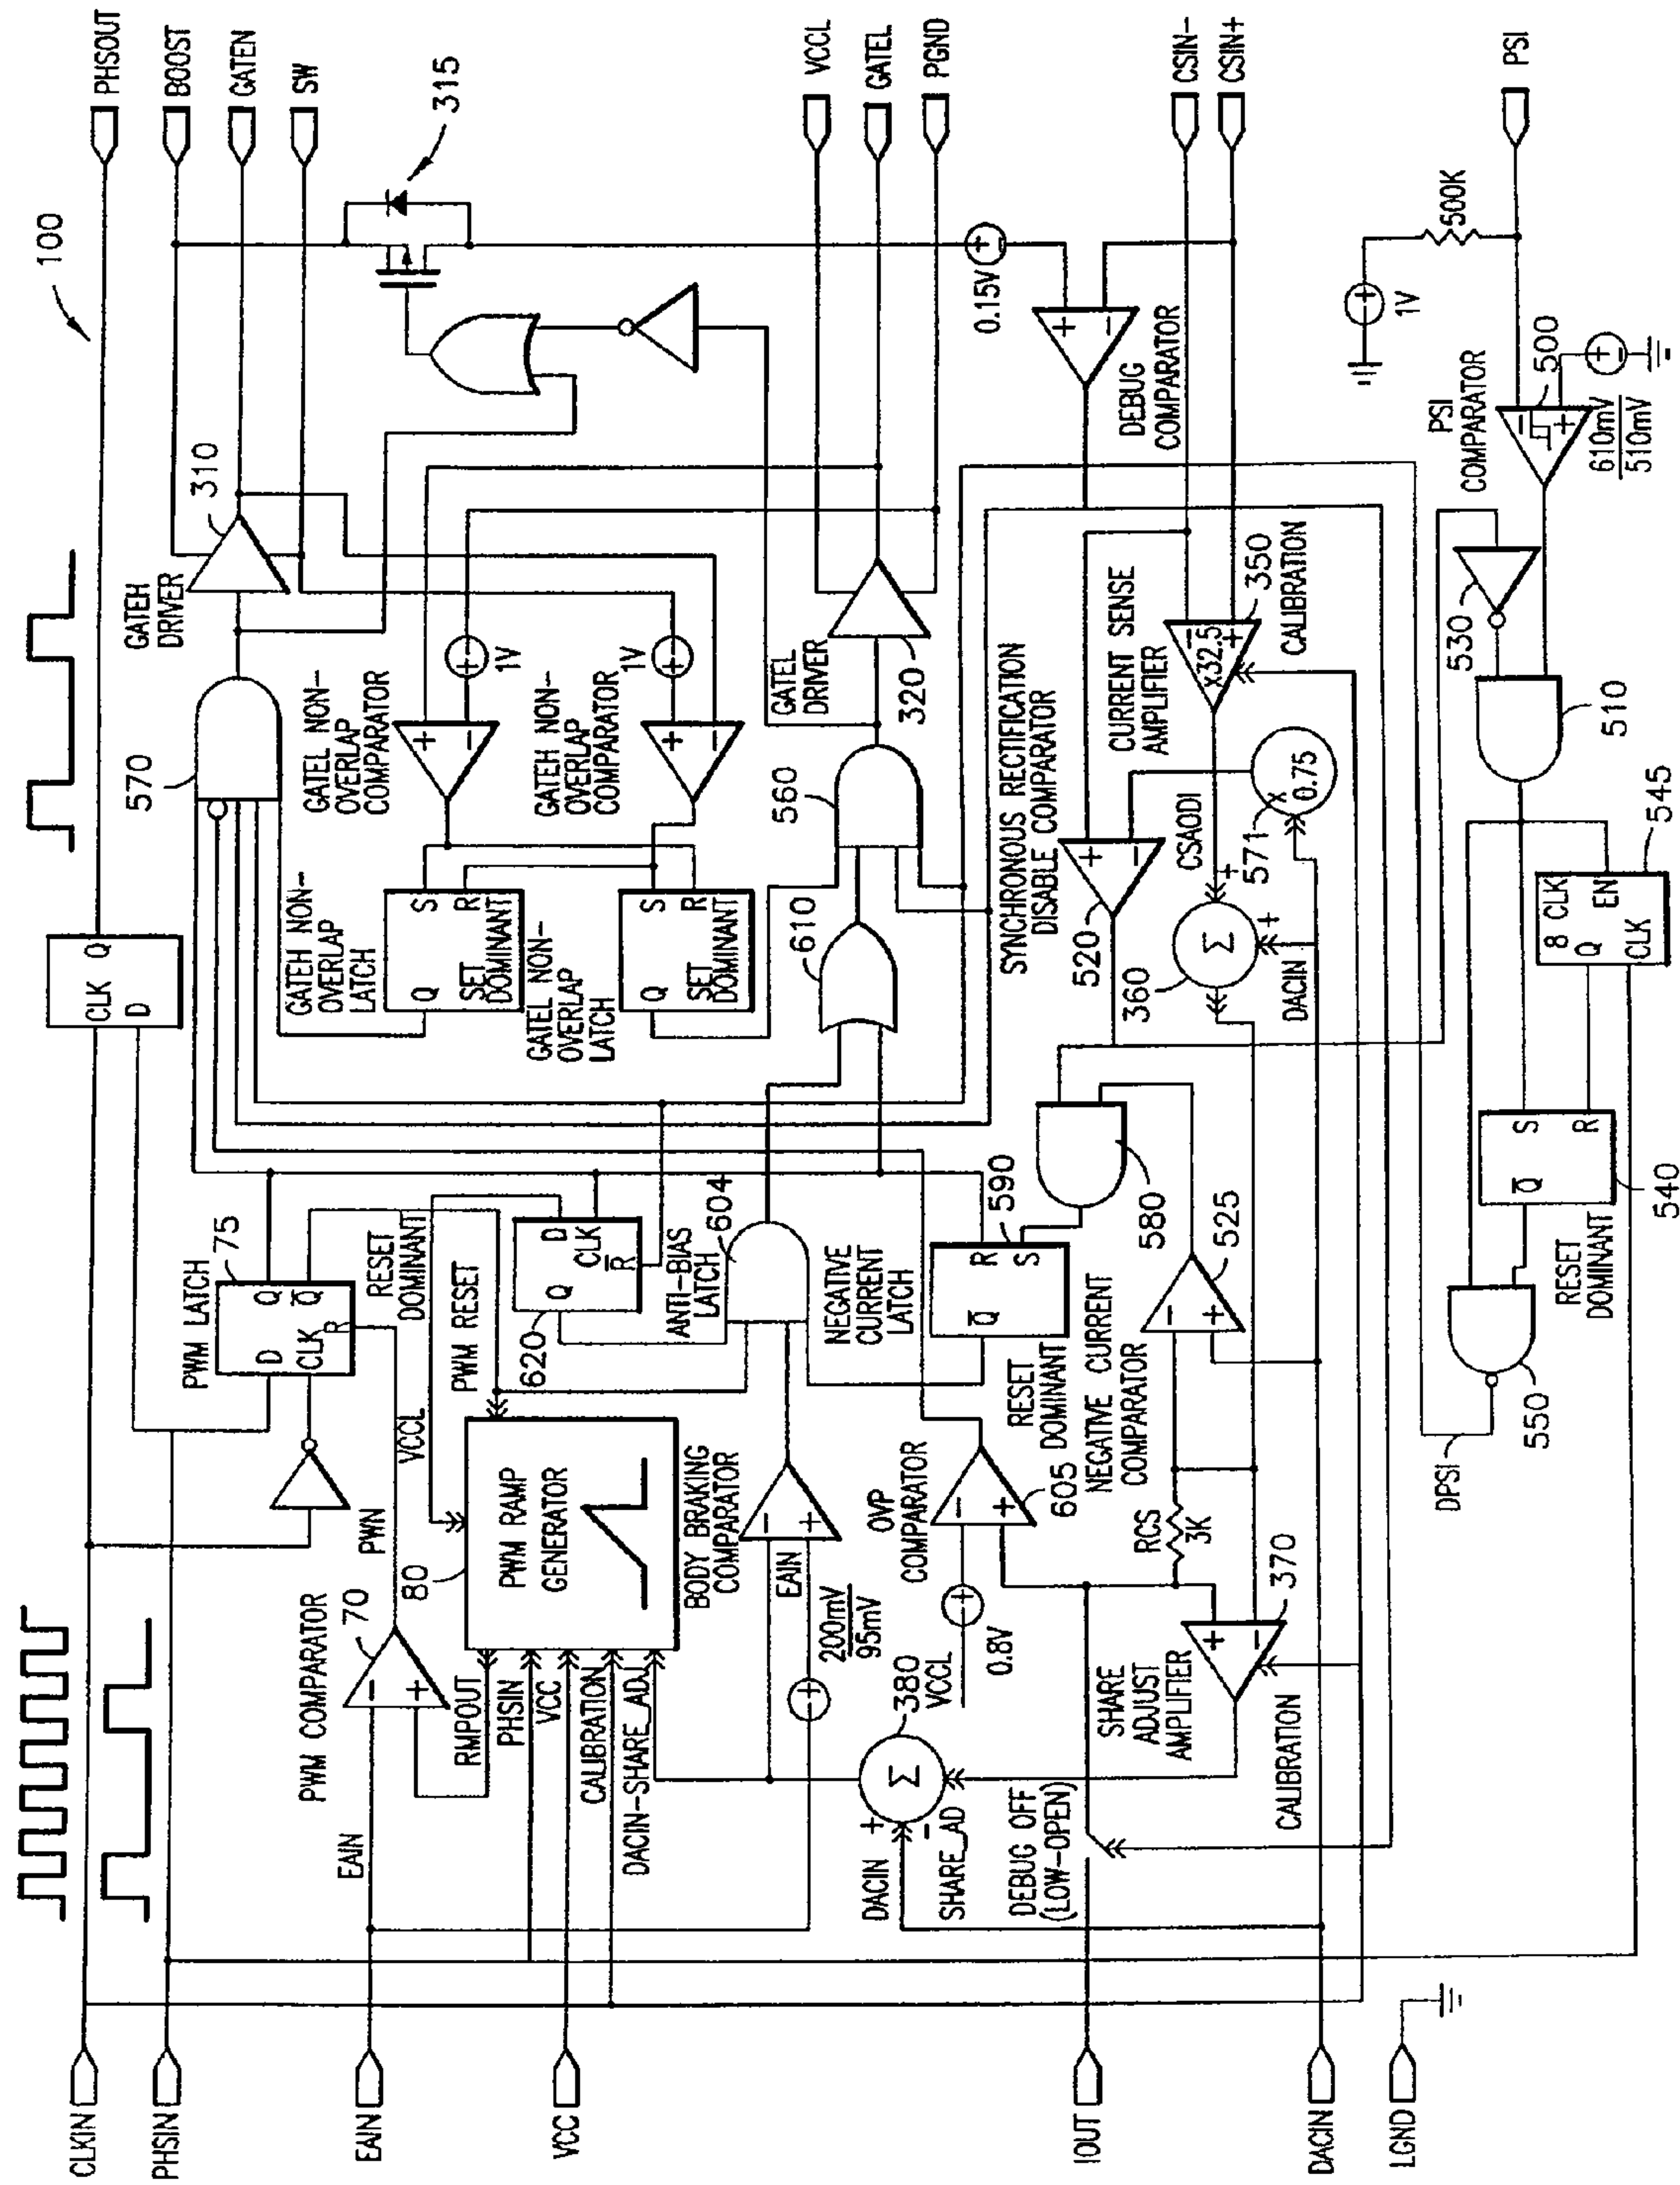 100
CLKIN
PHSIN
EAIN
VCC
IOUT
DACIN
LGND
PHSOUT
BOOST
GATEN
SW
VCCL
GATEL
PGND
CSIN-
CSIN+
PSI
315
CLK Q
D
PWM LATCH
75
D Q
CLK Q
R
RESET
DOMINANT
PWM COMPARATOR
70
-
+
EAIN
PWN
VCCL
80
PWM RAMP
GENERATOR
RMPOUT
PHSIN
VCC
CALIBRATION
DACIN-SHARE_ADJ
PWM RESET
620
Q D
CLK
R
ANTI-BIAS
LATCH
604
570
GATEH
DRIVER
310
GATEH NON-
OVERLAP
LATCH
Q S
R
SET
DOMINANT
GATEL NON-
OVERLAP
COMPARATOR
+
-
+
1V
GATEL NON-
OVERLAP
LATCH
Q S
R
SET
DOMINANT
GATEH NON-
OVERLAP
COMPARATOR
+
-
+
1V
GATEL
DRIVER
320
560
610
BODY BRAKING
COMPARATOR
-
+
EAIN
200mV
95mV
+
NEGATIVE
CURRENT
LATCH
590
Q R
S
RESET
DOMINANT
OVP
COMPARATOR
-
+
605
VCCL
+
0.8V
380
Σ
DACIN
+
-
SHARE_AD
DEBUG OFF
(LOW-OPEN)
SHARE
ADJUST
AMPLIFIER
+
-
370
CALIBRATION
RCS
3K
NEGATIVE CURRENT
COMPARATOR
-
+
525
580
SYNCHRONOUS RECTIFICATION
DISABLE COMPARATOR
520
+
-
360
Σ
+
+
DACIN
CSAODI
571
X
0.75
CURRENT SENSE
AMPLIFIER
-
X32.5
+
350
CALIBRATION
0.15V
+
-
+
-
DEBUG
COMPARATOR
500K
1V
+
PSI
COMPARATOR
500
-
+
+
-
610mV
510mV
530
510
545
8 CLK
Q EN
CLK
540
Q S
R
RESET
DOMINANT
550
DPSI